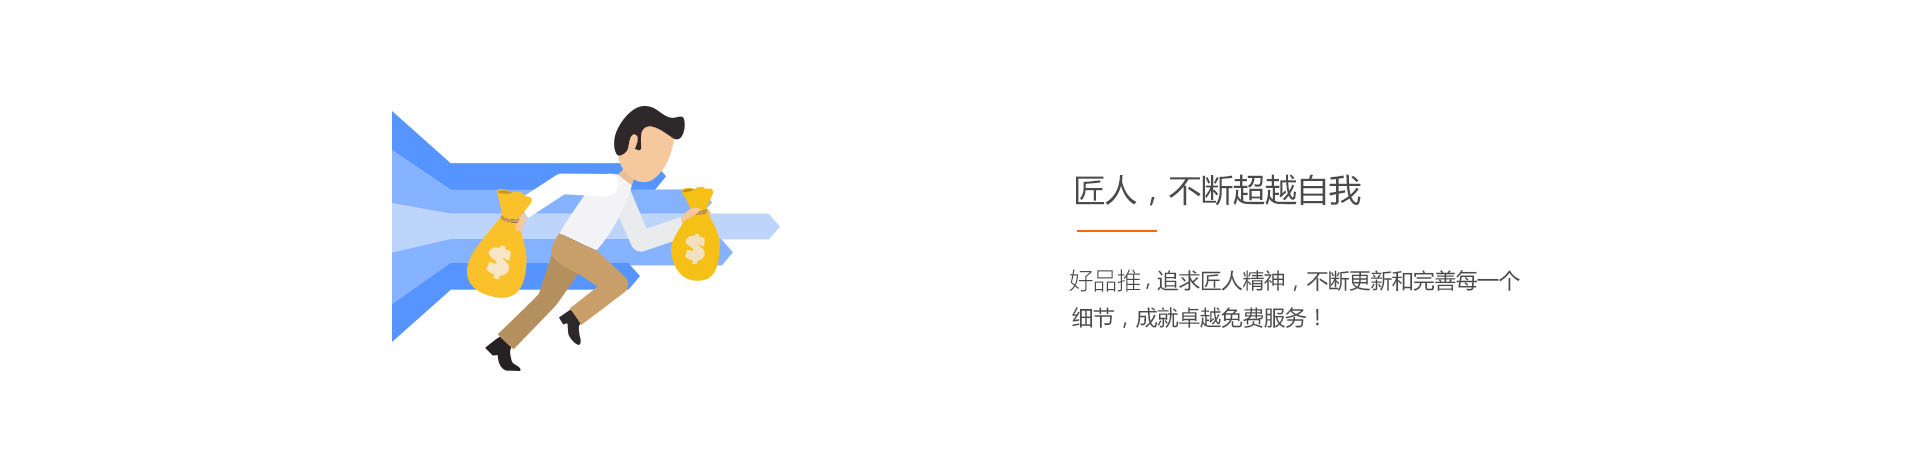 匠人，不断超越自我
好品推，追求匠人精神，不断更新和完善每一个
细节，成就卓越免费服务！
$
$